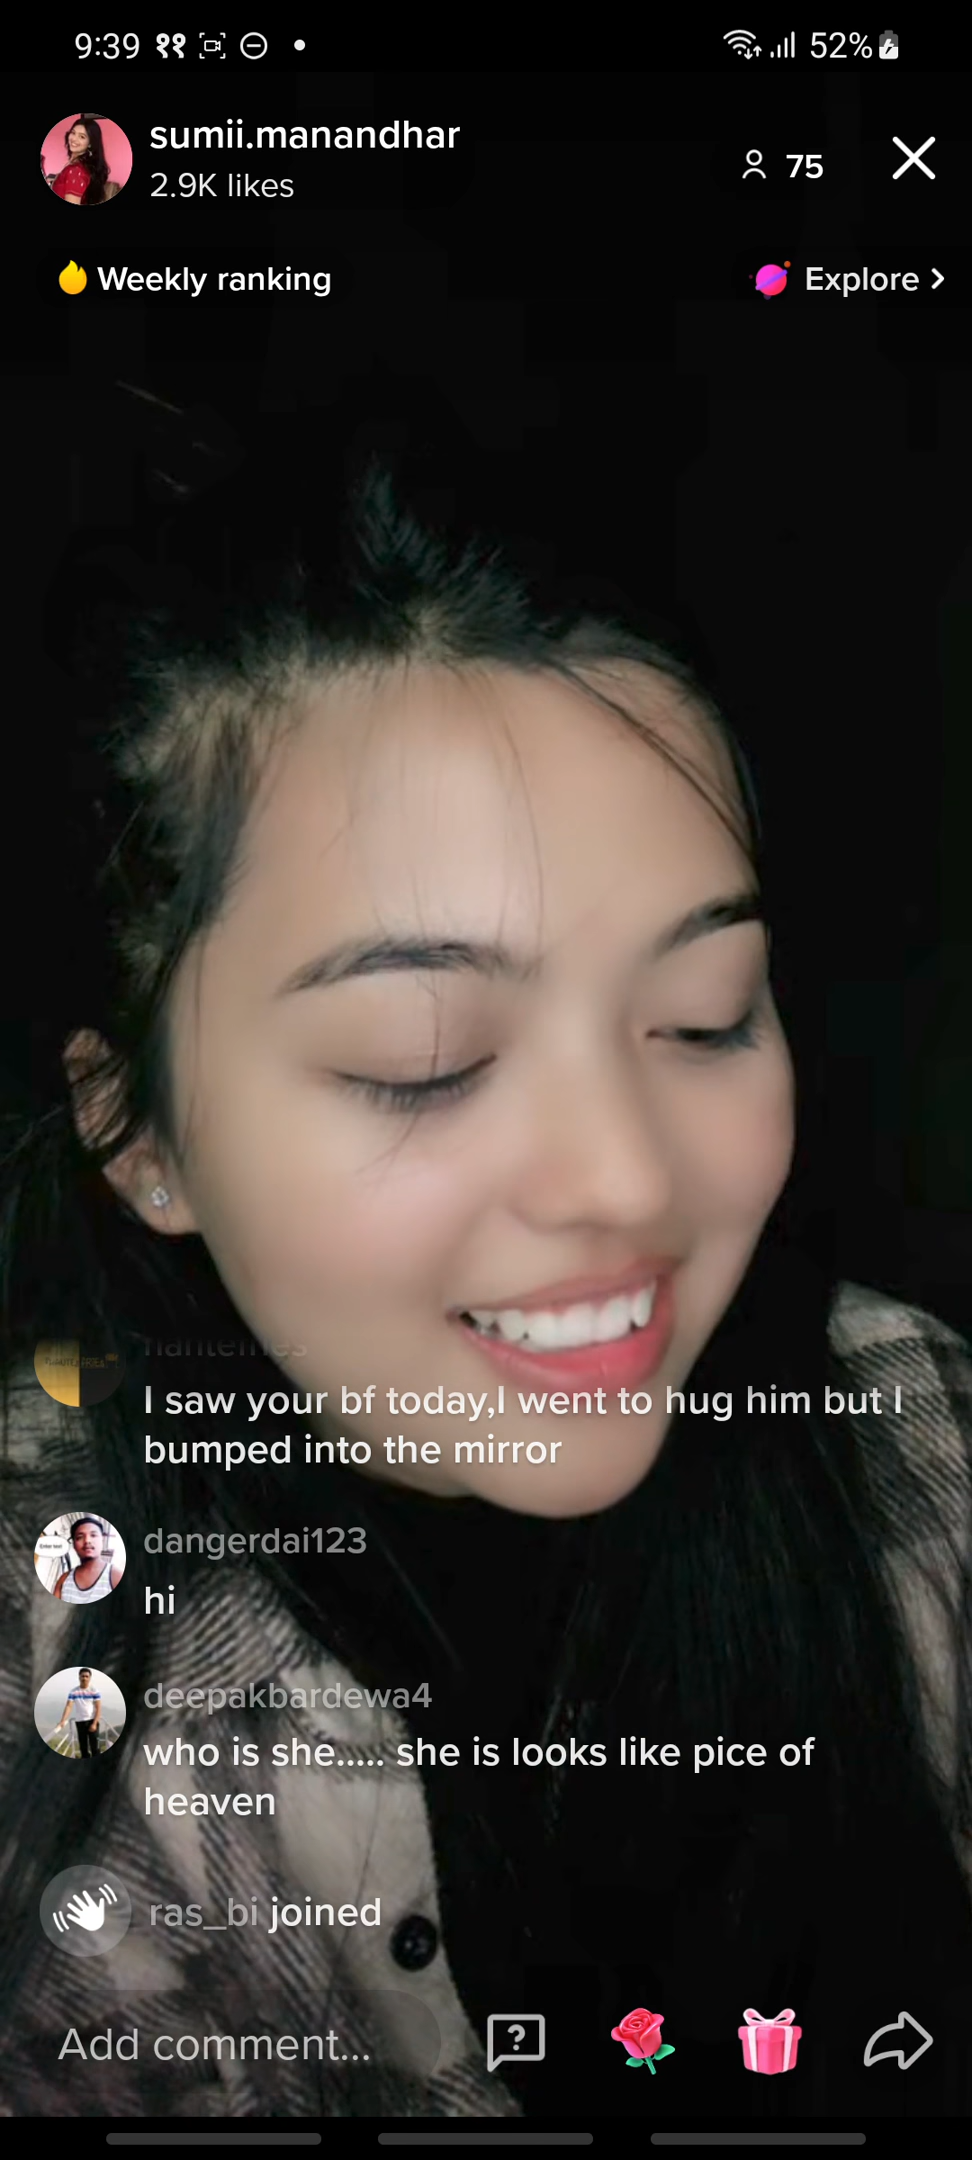 9:39 52%
sumii.manandhar
2.9K likes
75
Weekly ranking
Explore >
I saw your bf today,I went to hug him but I
bumped into the mirror
dangerdai123
hi
deepakbardewa4
who is she..... she is looks like pice of
heaven
ras_bi joined
Add comment...
?